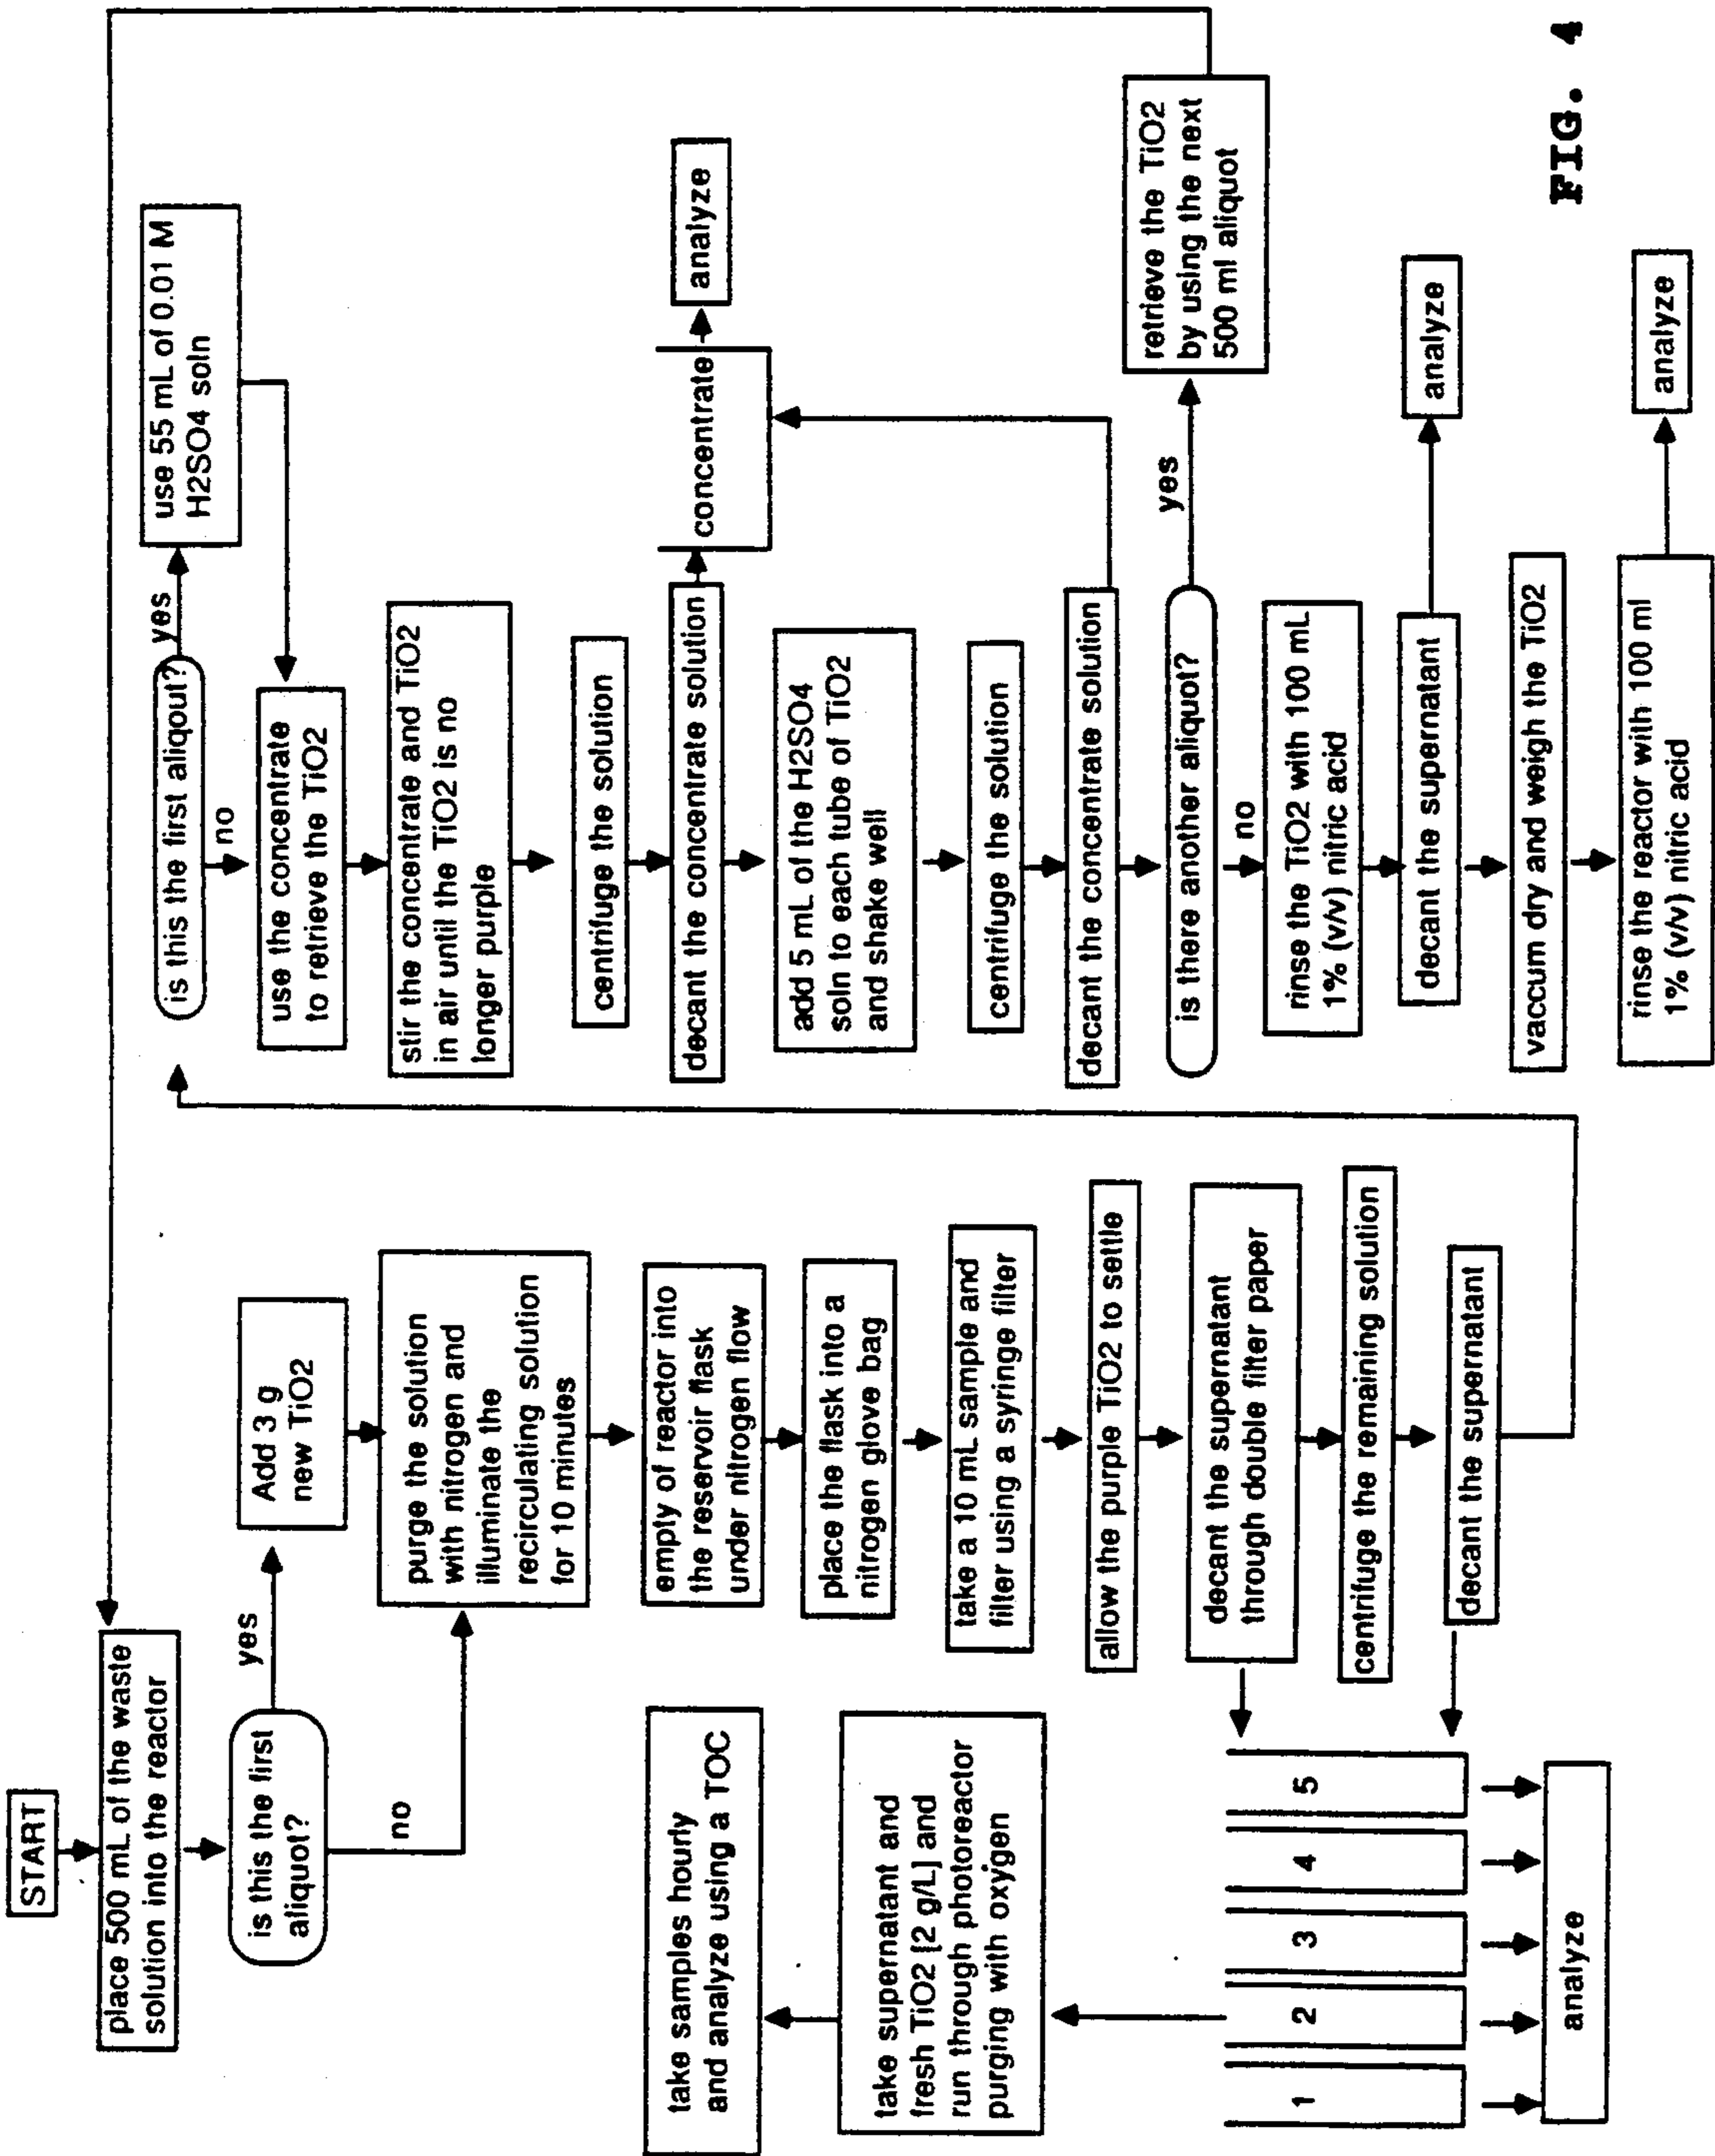 START
place 500 mL of the waste
solution into the reactor
is this the first
aliquot?
yes
no
Add 3 g
new TiO2
purge the solution
with nitrogen and
illuminate the
recirculating solution
for 10 minutes
empty of reactor into
the reservoir flask
under nitrogen flow
place the flask into a
nitrogen glove bag
take a 10 mL sample and
filter using a syringe filter
allow the purple TiO2 to settle
decant the supernatant
through double filter paper
centrifuge the remaining solution
decant the supernatant
take samples hourly
and analyze using a TOC
take supernatant and
fresh TiO2 [2 g/L] and
run through photoreactor
purging with oxygen
1 2 3 4 5
analyze
is this the first aliqout?
yes
no
use 55 mL of 0.01 M
H2SO4 soln
use the concentrate
to retrieve the TiO2
stir the concentrate and TiO2
in air until the TiO2 is no
longer purple
centrifuge the solution
decant the concentrate solution
concentrate
analyze
add 5 mL of the H2SO4
soln to each tube of TiO2
and shake well
centrifuge the solution
decant the concentrate solution
is there another aliquot?
yes
no
retrieve the TiO2
by using the next
500 ml aliquot
rinse the TiO2 with 100 mL
1% (v/v) nitric acid
decant the supernatant
analyze
vaccum dry and weigh the TiO2
rinse the reactor with 100 ml
1% (v/v) nitric acid
analyze
FIG. 4